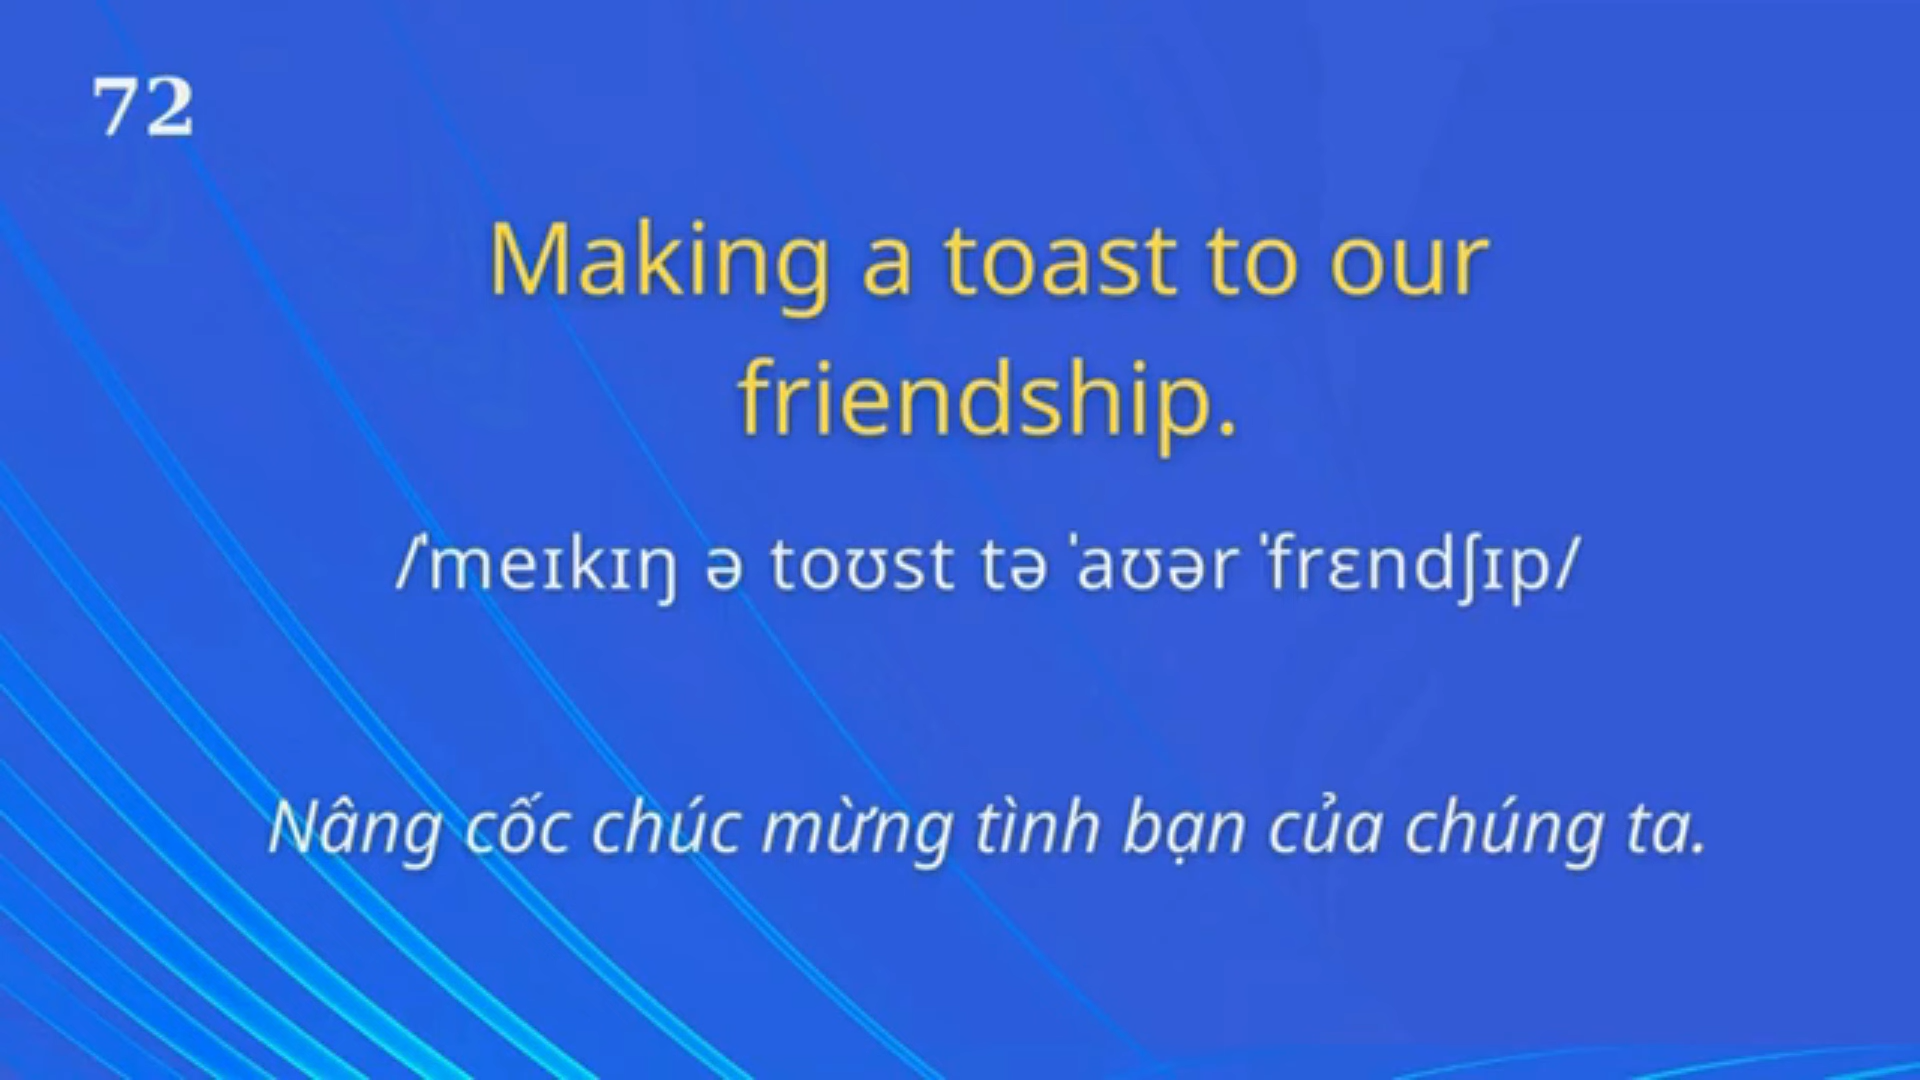 72
Making a toast to our
friendship.
/ˈmeɪkɪŋ ə toʊst tə ˈaʊər ˈfrɛndʃɪp/
Nâng cốc chúc mừng tình bạn của chúng ta.